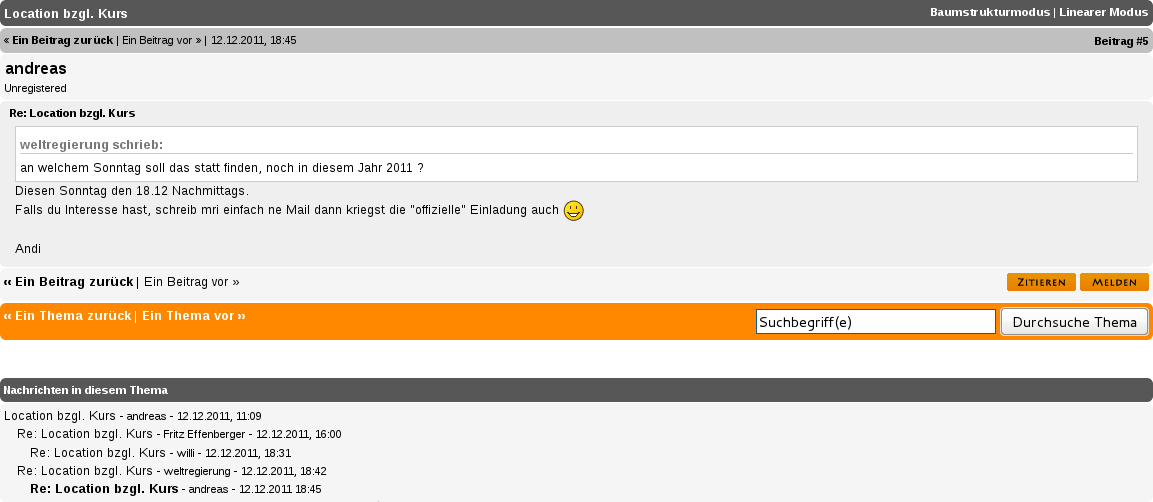 Location bzgl. Kurs Baumstrukturmodus | Linearer Modus
« Ein Beitrag zurück | Ein Beitrag vor » | 12.12.2011, 18:45 Beitrag #5
andreas
Unregistered
Re: Location bzgl. Kurs
weltregierung schrieb:
an welchem Sonntag soll das statt finden, noch in diesem Jahr 2011 ?
Diesen Sonntag den 18.12 Nachmittags.
Falls du Interesse hast, schreib mri einfach ne Mail dann kriegst die "offizielle" Einladung auch
Andi
« Ein Beitrag zurück | Ein Beitrag vor » Zitieren Melden
« Ein Thema zurück | Ein Thema vor » Suchbegriff(e) Durchsuche Thema
Nachrichten in diesem Thema
Location bzgl. Kurs - andreas - 12.12.2011, 11:09
Re: Location bzgl. Kurs - Fritz Effenberger - 12.12.2011, 16:00
Re: Location bzgl. Kurs - willi - 12.12.2011, 18:31
Re: Location bzgl. Kurs - weltregierung - 12.12.2011, 18:42
Re: Location bzgl. Kurs - andreas - 12.12.2011 18:45